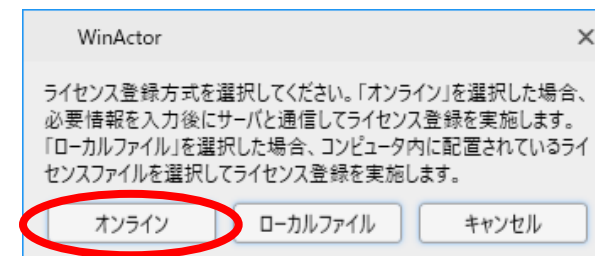 WinActor
ライセンス登録方式を選択してください。「オンライン」を選択した場合、
必要情報を入力後にサーバと通信してライセンス登録を実施します。
「ローカルファイル」を選択した場合、コンピュータ内に配置されているライ
センスファイルを選択してライセンス登録を実施します。
オンライン ローカルファイル キャンセル